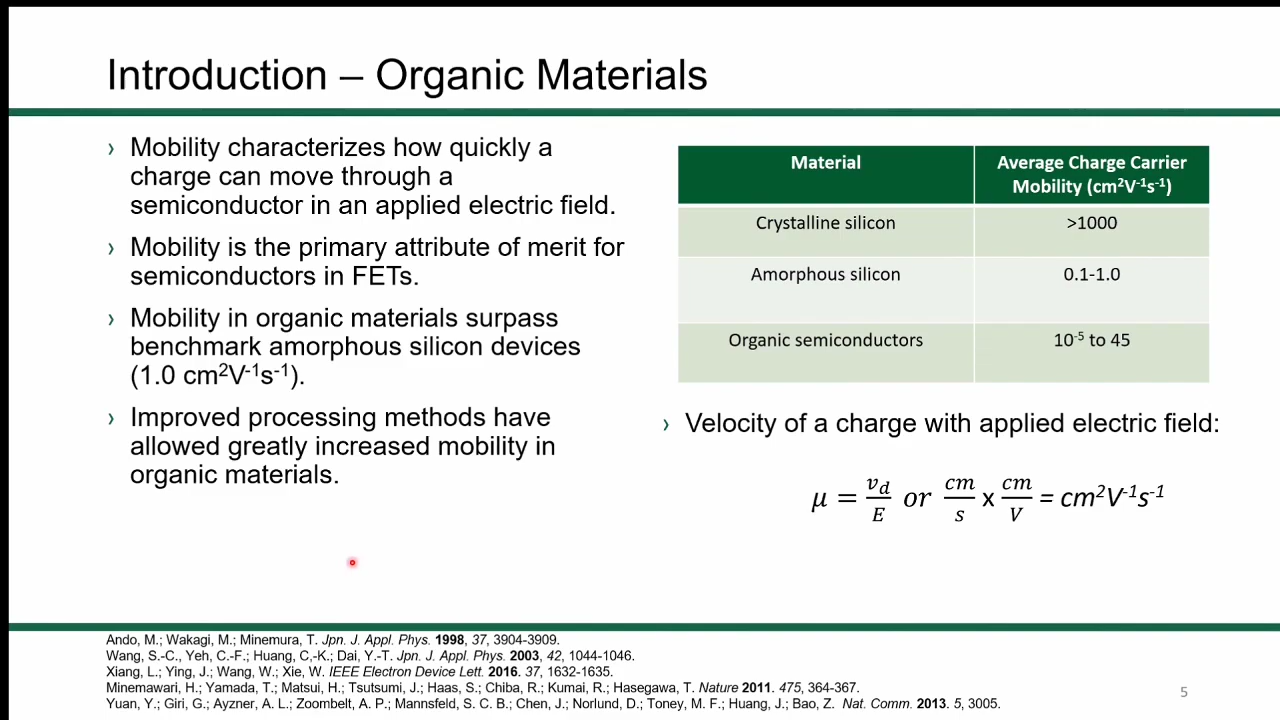 Introduction – Organic Materials
› Mobility characterizes how quickly a
charge can move through a
semiconductor in an applied electric field.
› Mobility is the primary attribute of merit for
semiconductors in FETs.
› Mobility in organic materials surpass
benchmark amorphous silicon devices
(1.0 cm²V⁻¹s⁻¹).
› Improved processing methods have
allowed greatly increased mobility in
organic materials.
Material Average Charge Carrier
Mobility (cm²V⁻¹s⁻¹)
Crystalline silicon >1000
Amorphous silicon 0.1-1.0
Organic semiconductors 10⁻⁵ to 45
› Velocity of a charge with applied electric field:
μ = v_d/E or cm/s x cm/V = cm²V⁻¹s⁻¹
Ando, M.; Wakagi, M.; Minemura, T. Jpn. J. Appl. Phys. 1998, 37, 3904-3909.
Wang, S.-C., Yeh, C.-F.; Huang, C,-K.; Dai, Y.-T. Jpn. J. Appl. Phys. 2003, 42, 1044-1046.
Xiang, L.; Ying, J.; Wang, W.; Xie, W. IEEE Electron Device Lett. 2016. 37, 1632-1635.
Minemawari, H.; Yamada, T.; Matsui, H.; Tsutsumi, J.; Haas, S.; Chiba, R.; Kumai, R.; Hasegawa, T. Nature 2011. 475, 364-367.
Yuan, Y.; Giri, G.; Ayzner, A. L.; Zoombelt, A. P.; Mannsfeld, S. C. B.; Chen, J.; Norlund, D.; Toney, M. F.; Huang, J.; Bao, Z. Nat. Comm. 2013. 5, 3005.
5